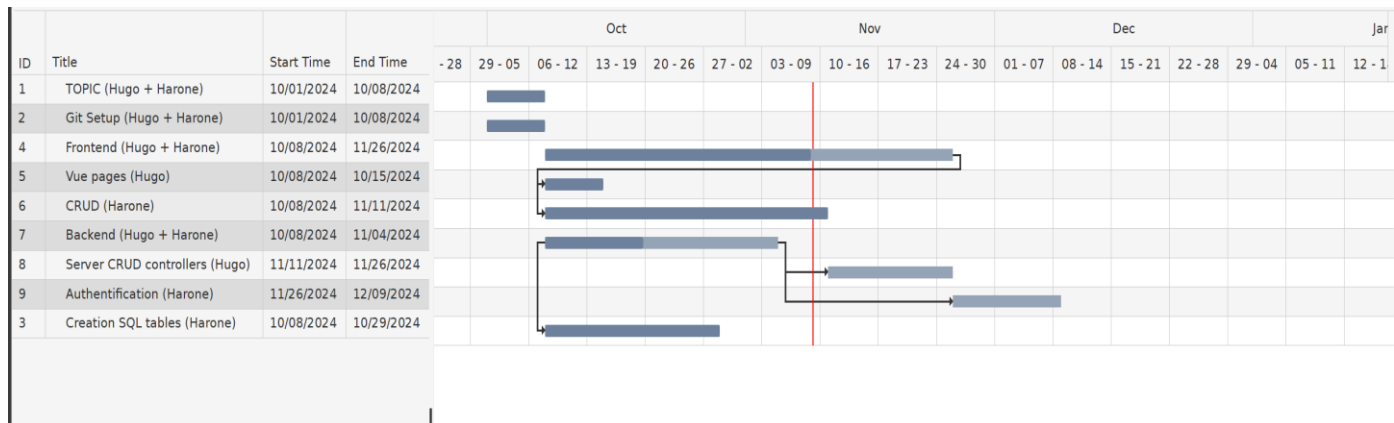 Oct Nov Dec Jar
ID Title Start Time End Time - 28 29 - 05 06 - 12 13 - 19 20 - 26 27 - 02 03 - 09 10 - 16 17 - 23 24 - 30 01 - 07 08 - 14 15 - 21 22 - 28 29 - 04 05 - 11 12 - 1
1 TOPIC (Hugo + Harone) 10/01/2024 10/08/2024
2 Git Setup (Hugo + Harone) 10/01/2024 10/08/2024
4 Frontend (Hugo + Harone) 10/08/2024 11/26/2024
5 Vue pages (Hugo) 10/08/2024 10/15/2024
6 CRUD (Harone) 10/08/2024 11/11/2024
7 Backend (Hugo + Harone) 10/08/2024 11/04/2024
8 Server CRUD controllers (Hugo) 11/11/2024 11/26/2024
9 Authentification (Harone) 11/26/2024 12/09/2024
3 Creation SQL tables (Harone) 10/08/2024 10/29/2024